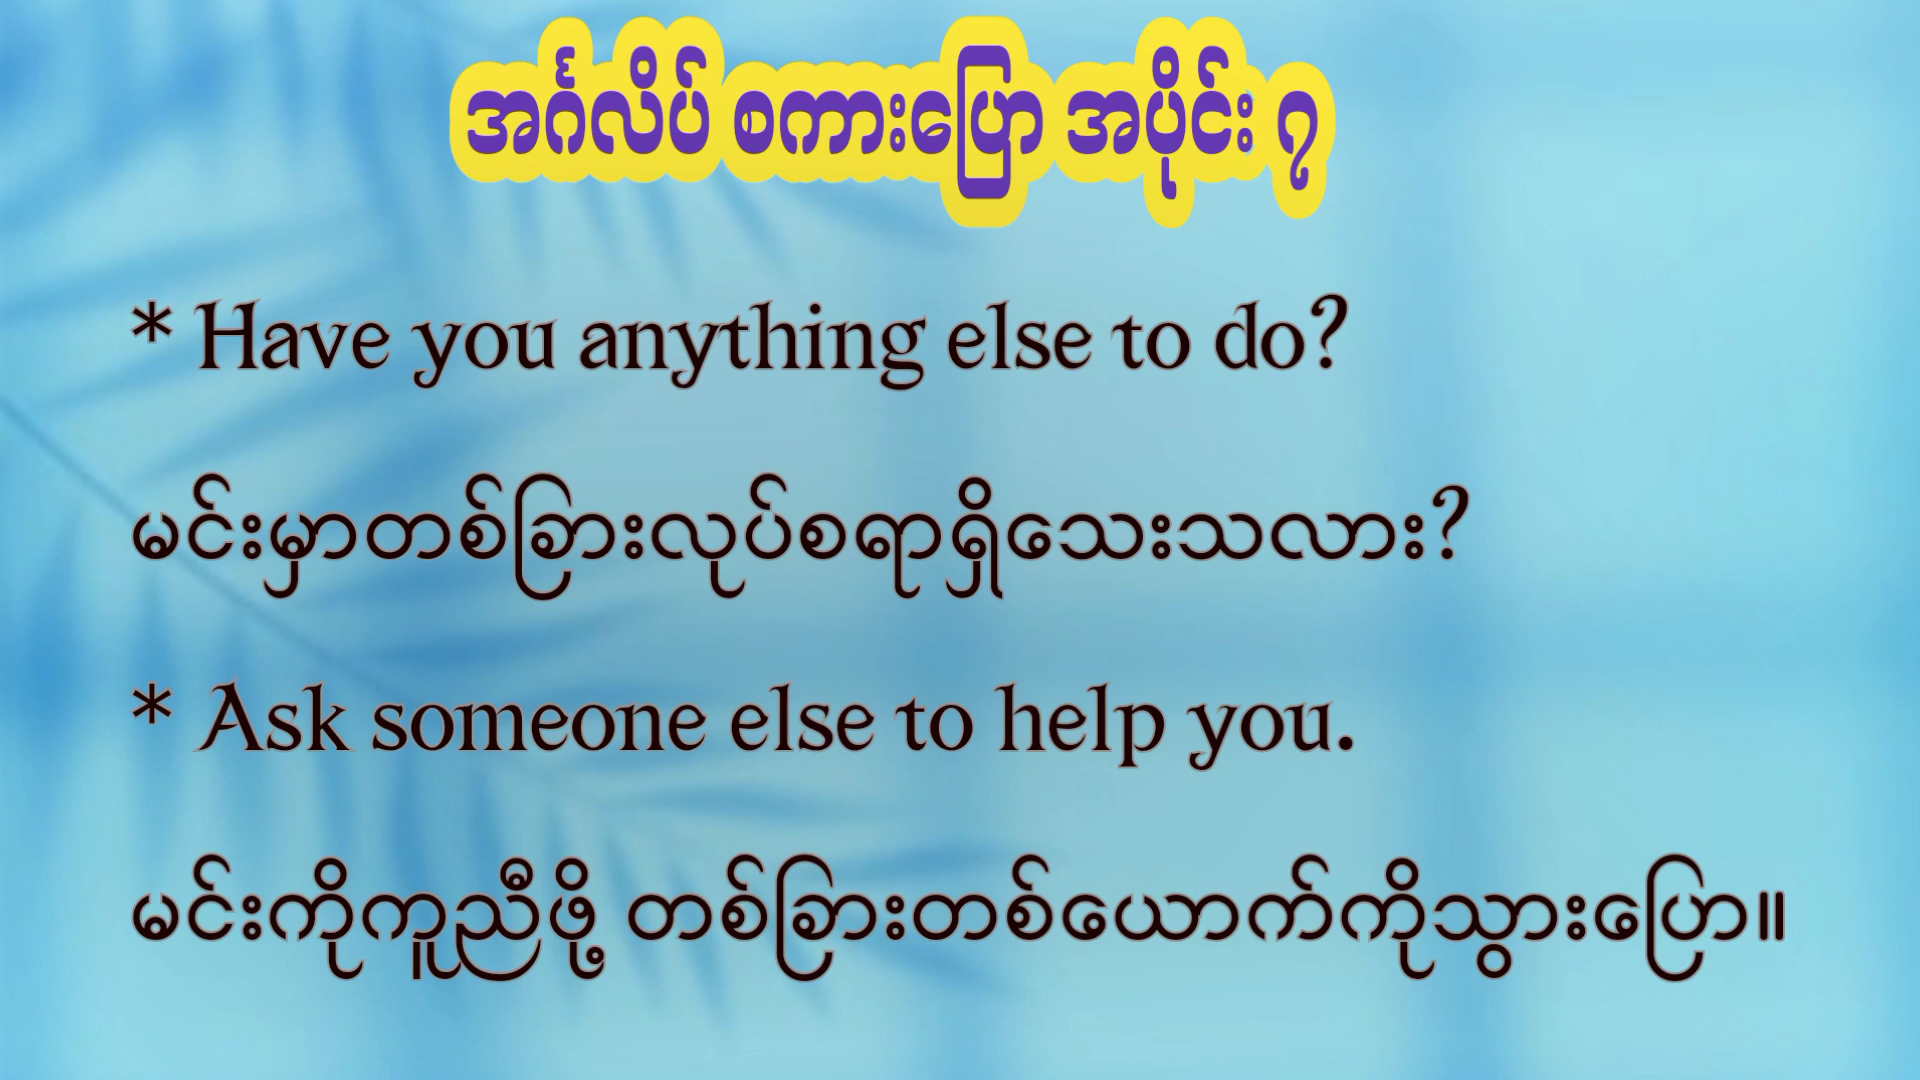 အင်္ဂလိပ် စကားပြော အပိုင်း ၇
* Have you anything else to do?
မင်းမှာတစ်ခြားလုပ်စရာရှိသေးသလား?
* Ask someone else to help you.
မင်းကိုကူညီဖို့ တစ်ခြားတစ်ယောက်ကိုသွားပြော။